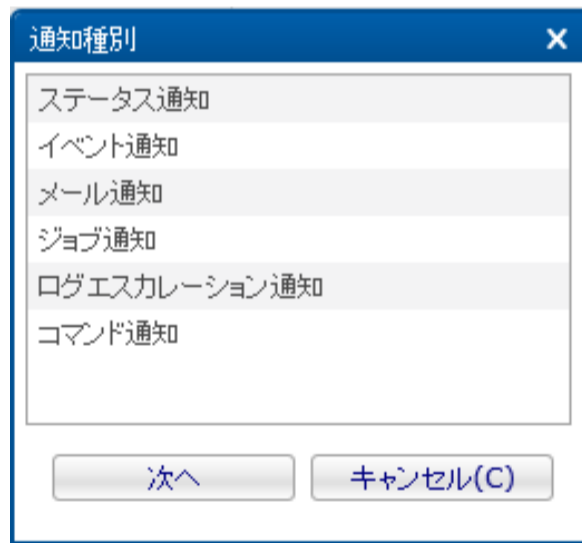 通知種別
ステータス通知
イベント通知
メール通知
ジョブ通知
ログエスカレーション通知
コマンド通知
次へ
キャンセル(C)